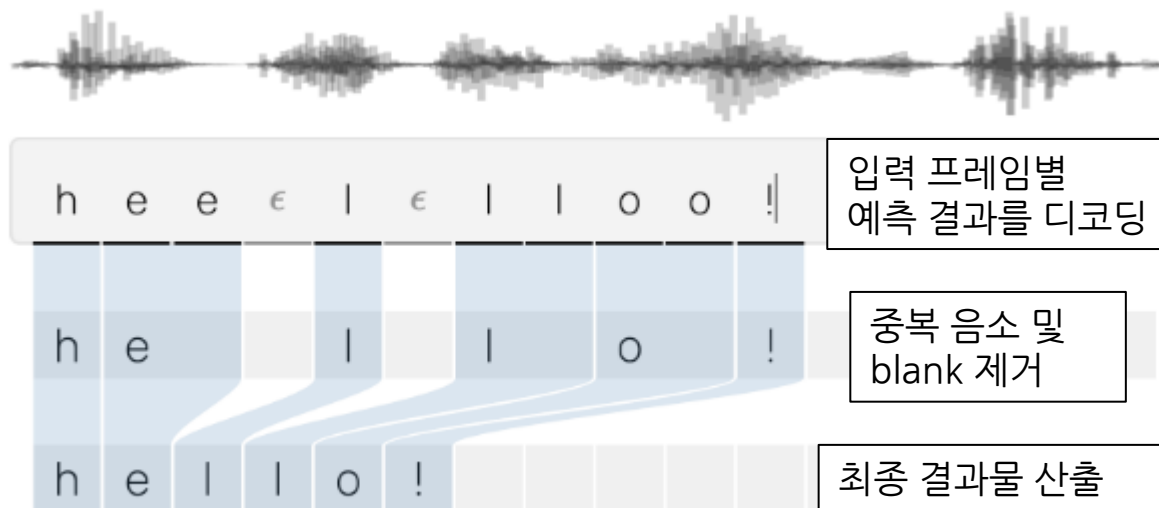 h e e ϵ l ϵ l l o o !
입력 프레임별
예측 결과를 디코딩
h e l l o !
중복 음소 및
blank 제거
h e l l o !
최종 결과물 산출